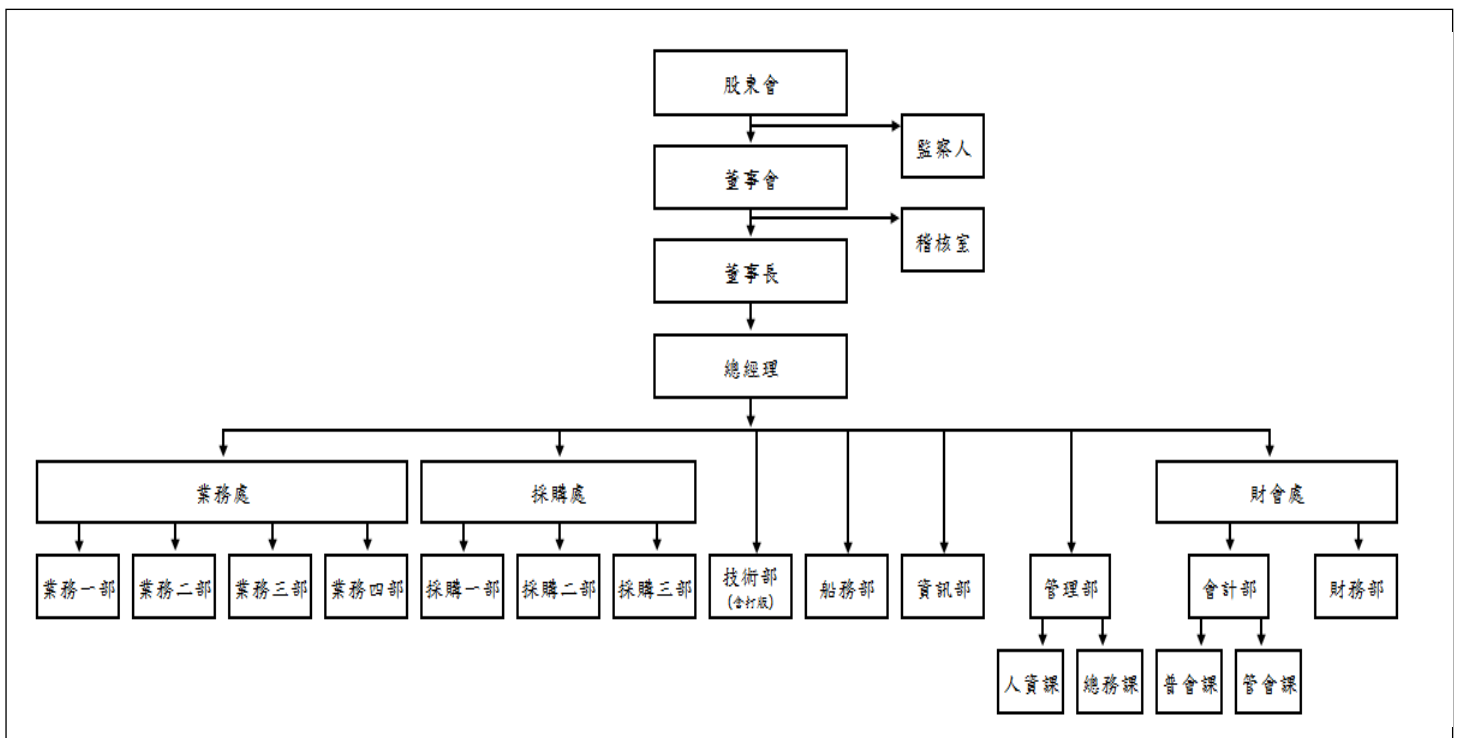 股東會
監察人
董事會
稽核室
董事長
總經理
業務處
採購處
財會處
業務一部
業務二部
業務三部
業務四部
採購一部
採購二部
採購三部
技術部
(含打版)
船務部
資訊部
管理部
會計部
財務部
人資課
總務課
普會課
管會課